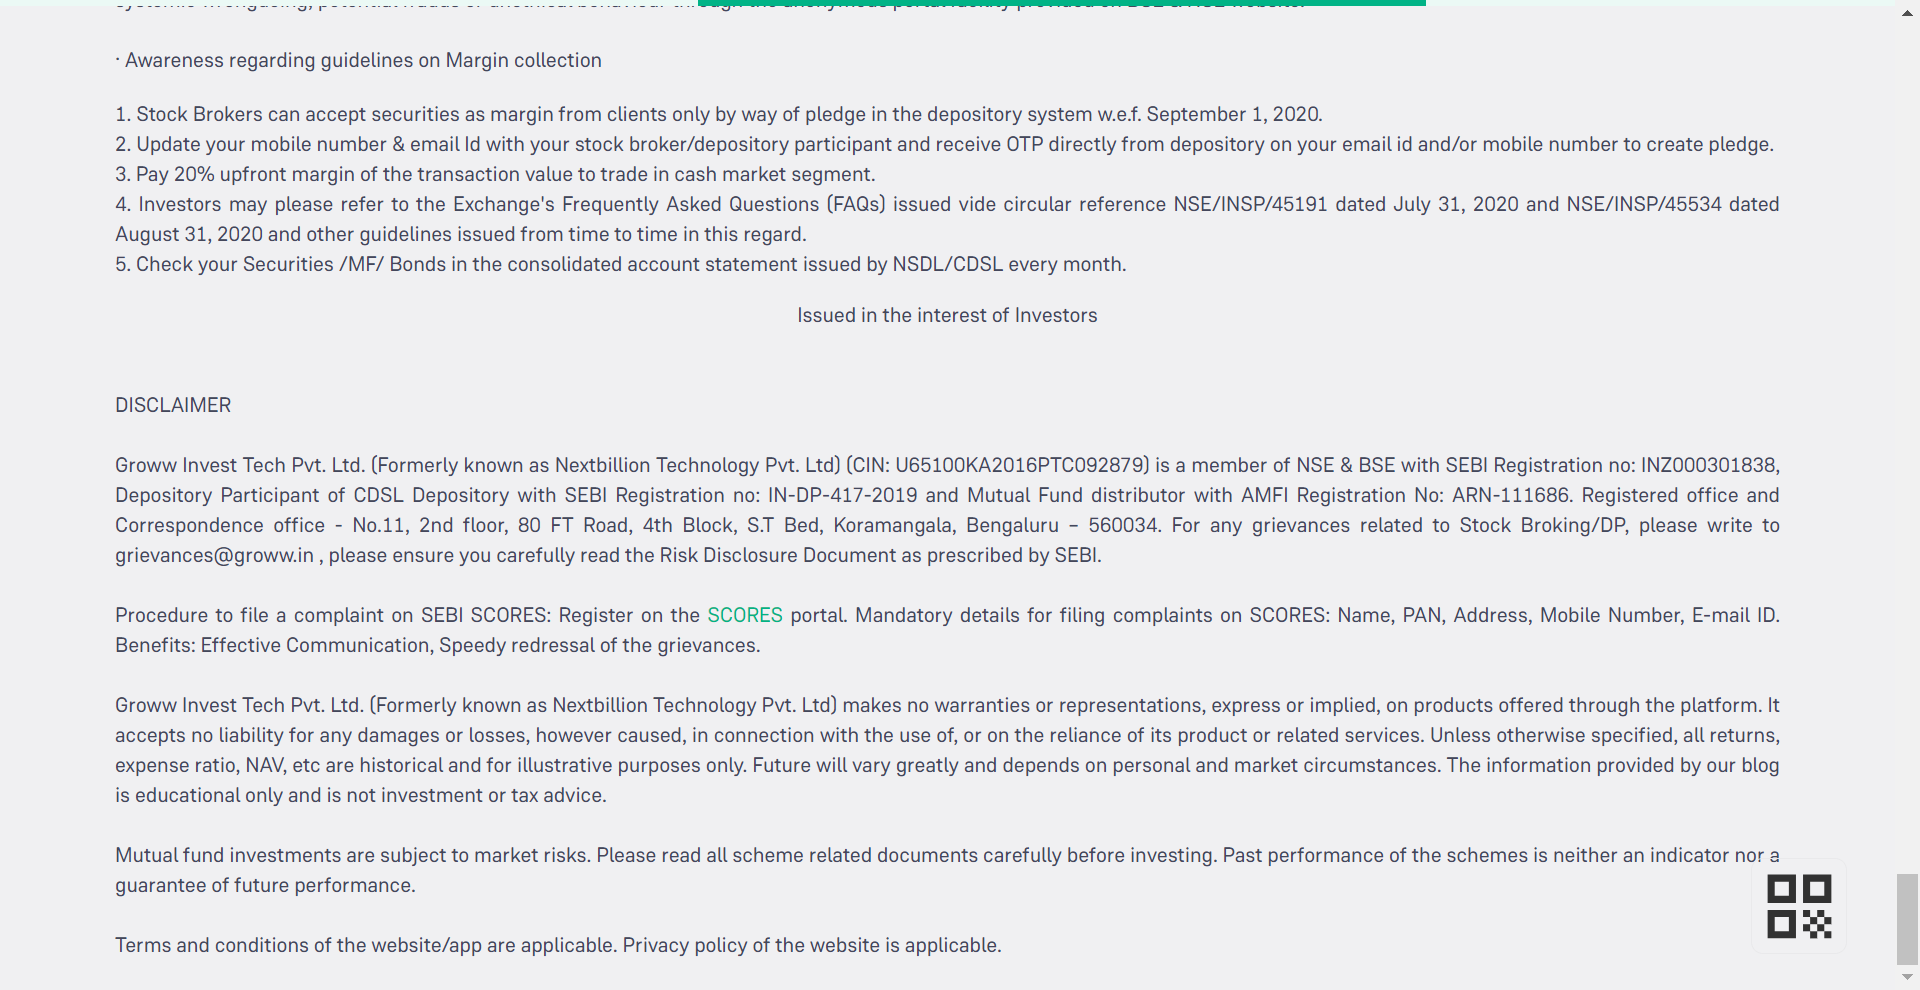 · Awareness regarding guidelines on Margin collection
1. Stock Brokers can accept securities as margin from clients only by way of pledge in the depository system w.e.f. September 1, 2020.
2. Update your mobile number & email Id with your stock broker/depository participant and receive OTP directly from depository on your email id and/or mobile number to create pledge.
3. Pay 20% upfront margin of the transaction value to trade in cash market segment.
4. Investors may please refer to the Exchange's Frequently Asked Questions (FAQs) issued vide circular reference NSE/INSP/45191 dated July 31, 2020 and NSE/INSP/45534 dated
August 31, 2020 and other guidelines issued from time to time in this regard.
5. Check your Securities /MF/ Bonds in the consolidated account statement issued by NSDL/CDSL every month.
Issued in the interest of Investors
DISCLAIMER
Groww Invest Tech Pvt. Ltd. (Formerly known as Nextbillion Technology Pvt. Ltd) (CIN: U65100KA2016PTC092879) is a member of NSE & BSE with SEBI Registration no: INZ000301838,
Depository Participant of CDSL Depository with SEBI Registration no: IN-DP-417-2019 and Mutual Fund distributor with AMFI Registration No: ARN-111686. Registered office and
Correspondence office - No.11, 2nd floor, 80 FT Road, 4th Block, S.T Bed, Koramangala, Bengaluru – 560034. For any grievances related to Stock Broking/DP, please write to
grievances@groww.in , please ensure you carefully read the Risk Disclosure Document as prescribed by SEBI.
Procedure to file a complaint on SEBI SCORES: Register on the SCORES portal. Mandatory details for filing complaints on SCORES: Name, PAN, Address, Mobile Number, E-mail ID.
Benefits: Effective Communication, Speedy redressal of the grievances.
Groww Invest Tech Pvt. Ltd. (Formerly known as Nextbillion Technology Pvt. Ltd) makes no warranties or representations, express or implied, on products offered through the platform. It
accepts no liability for any damages or losses, however caused, in connection with the use of, or on the reliance of its product or related services. Unless otherwise specified, all returns,
expense ratio, NAV, etc are historical and for illustrative purposes only. Future will vary greatly and depends on personal and market circumstances. The information provided by our blog
is educational only and is not investment or tax advice.
Mutual fund investments are subject to market risks. Please read all scheme related documents carefully before investing. Past performance of the schemes is neither an indicator nor a
guarantee of future performance.
Terms and conditions of the website/app are applicable. Privacy policy of the website is applicable.